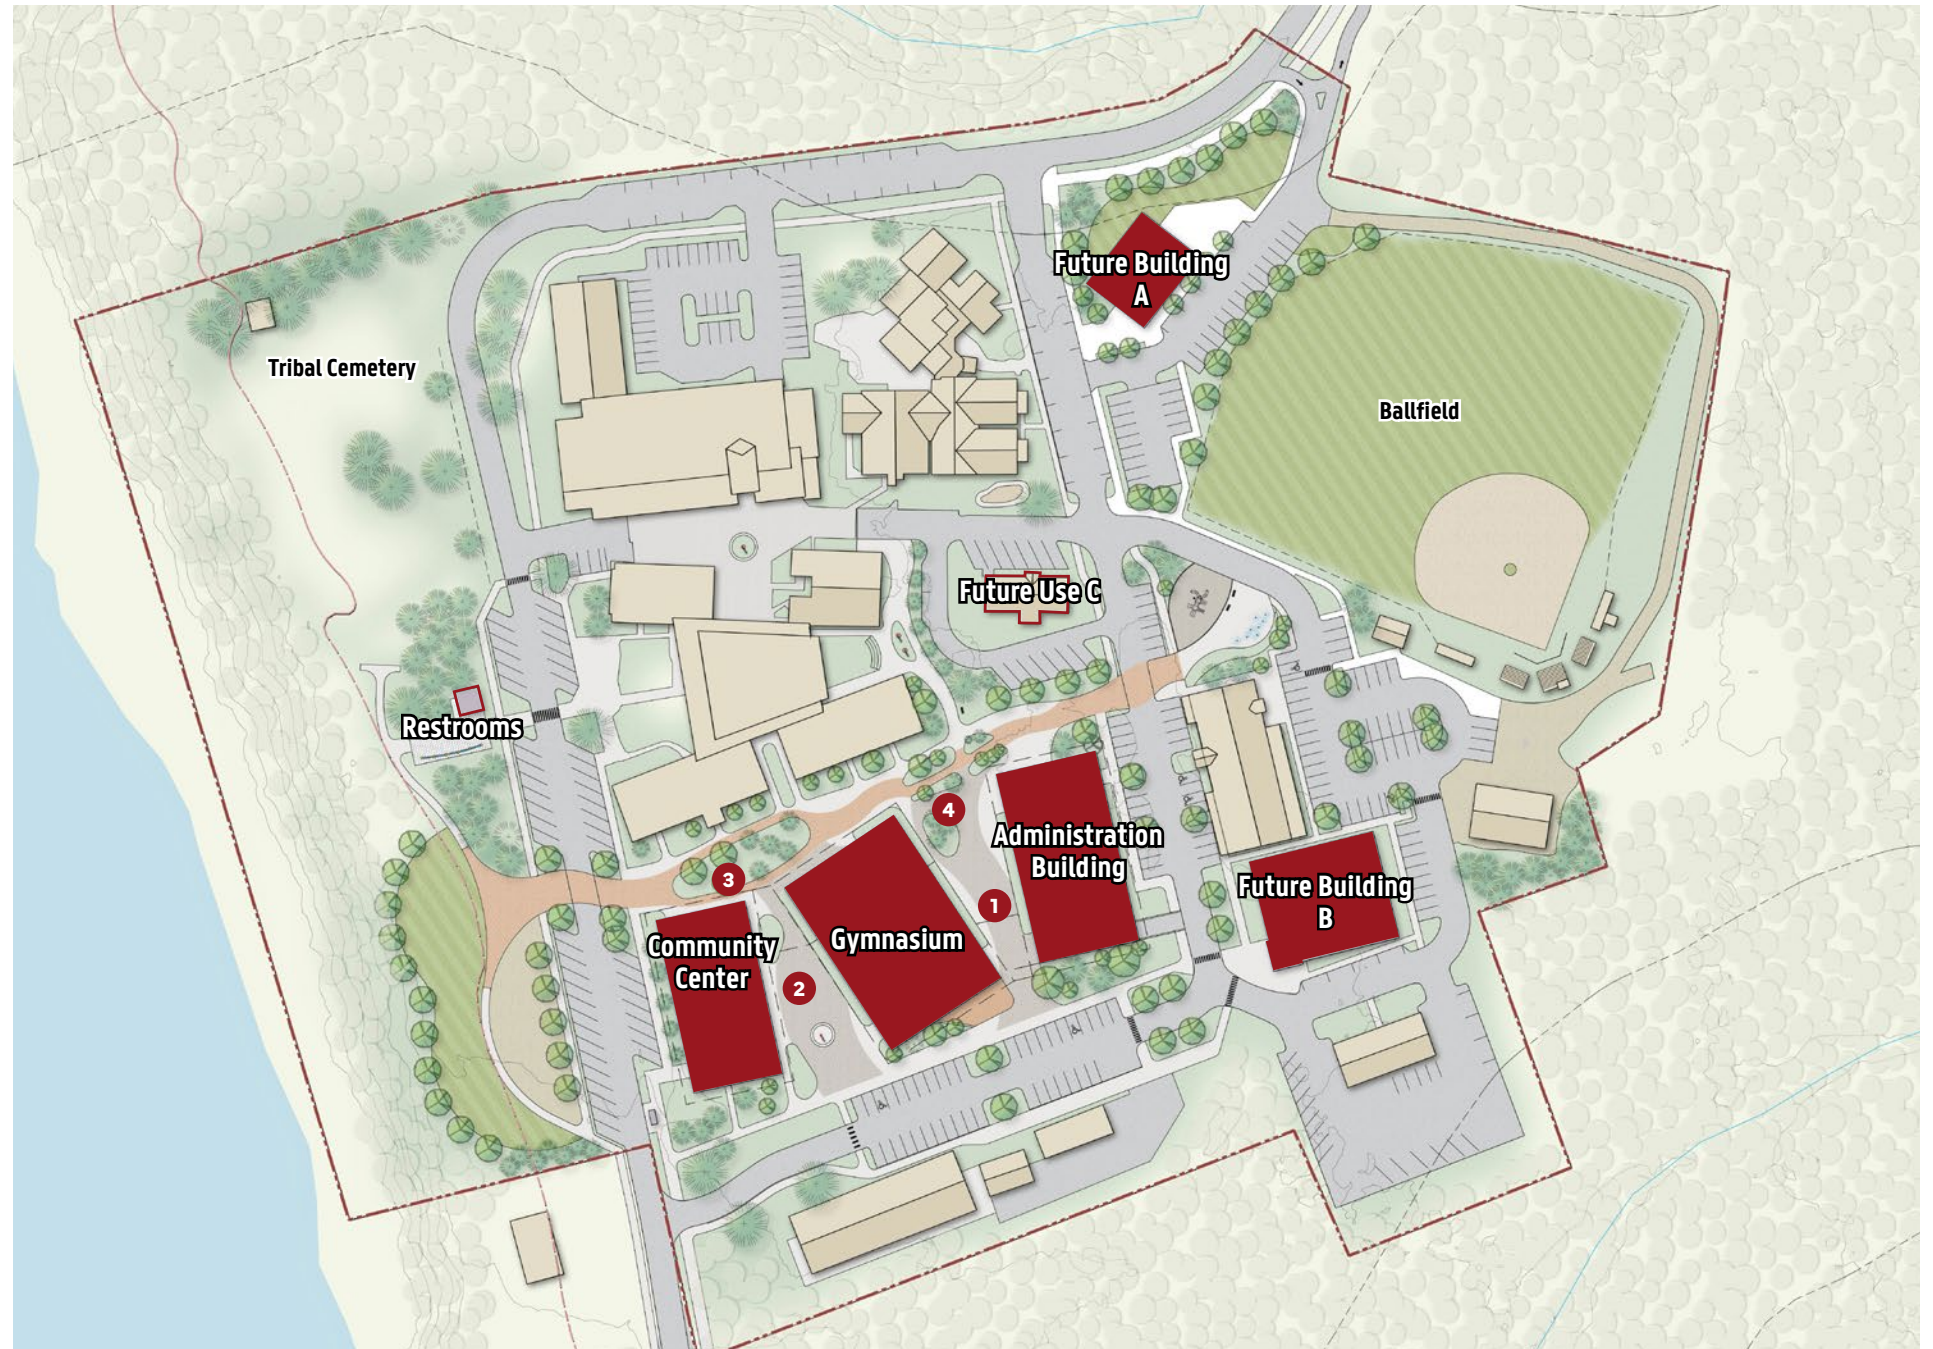 Future Building
A
Tribal Cemetery
Ballfield
Future Use C
Restrooms
4
Administration
Building
3
Future Building
B
1
Gymnasium
Community
Center
2